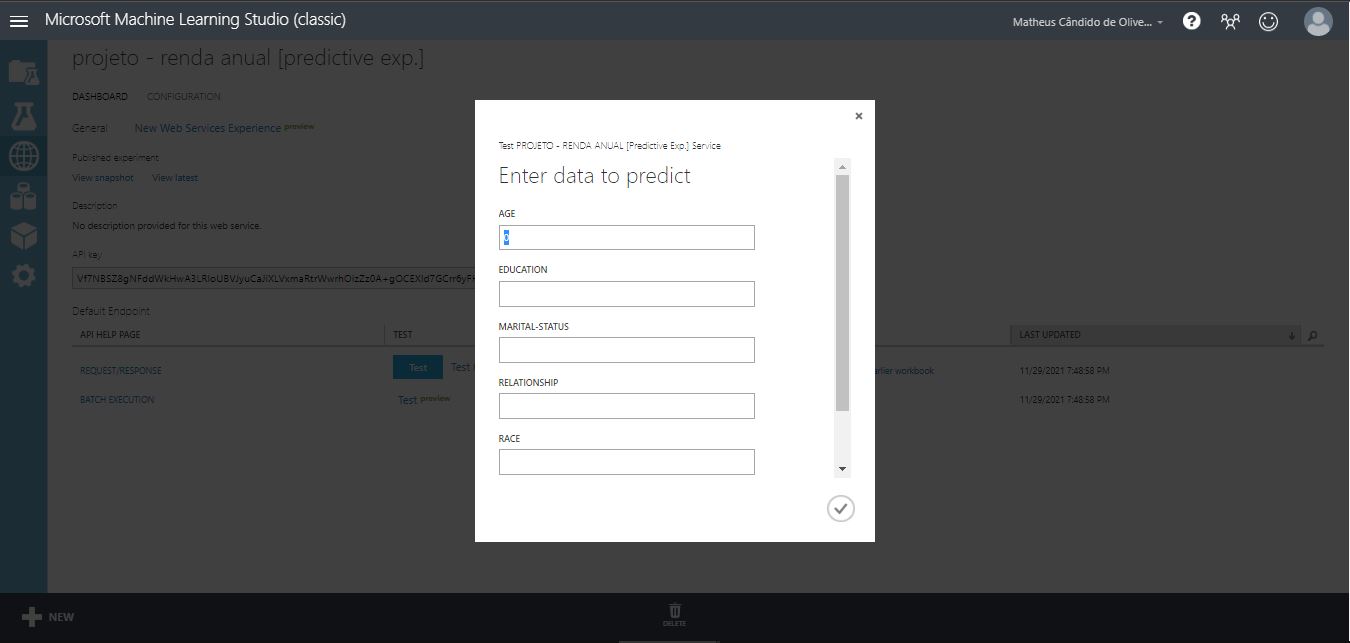 Microsoft Machine Learning Studio (classic)
Matheus Cândido de Olive...
projeto - renda anual [predictive exp.]
DASHBOARD CONFIGURATION
General New Web Services Experience preview
Published experiment
View snapshot View latest
Description
No description provided for this web service.
API key
Default Endpoint
API HELP PAGE TEST LAST UPDATED
REQUEST/RESPONSE Test Test arlier workbook 11/29/2021 7:48:58 PM
BATCH EXECUTION Test preview 11/29/2021 7:48:58 PM
Test PROJETO - RENDA ANUAL [Predictive Exp.] Service
Enter data to predict
AGE
0
EDUCATION
MARITAL-STATUS
RELATIONSHIP
RACE
NEW
DELETE